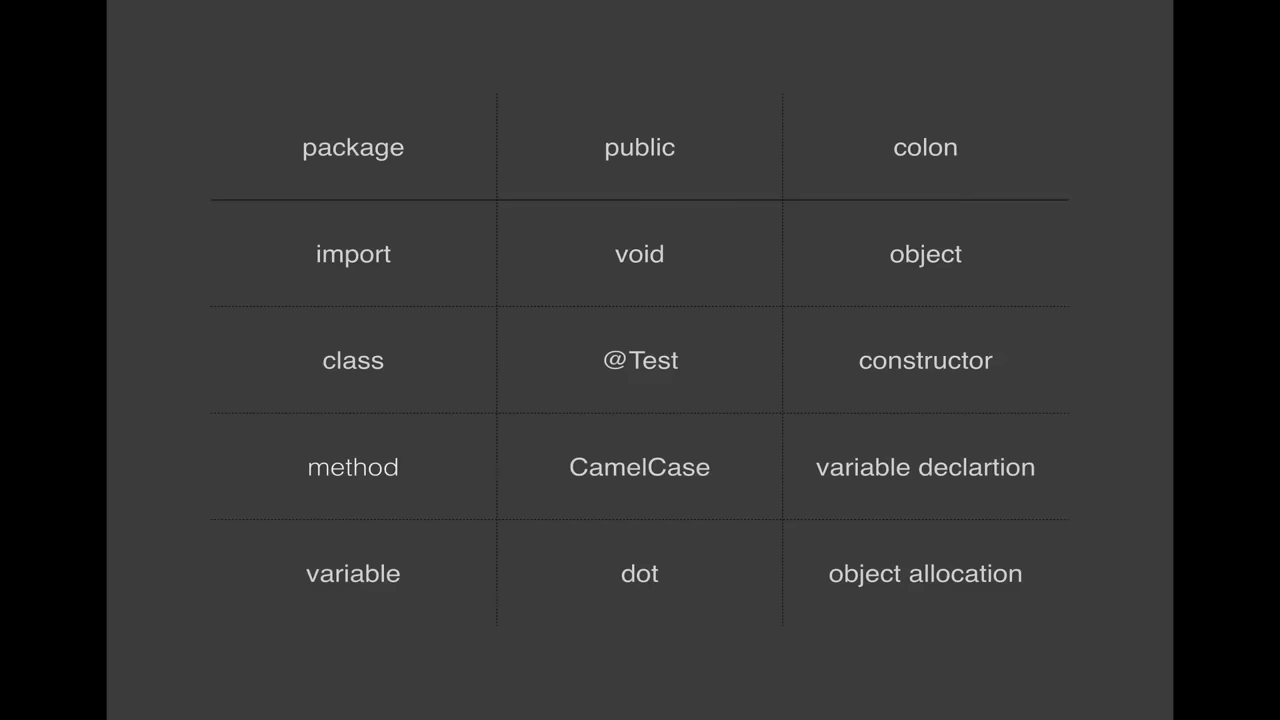 package public colon
import void object
class @Test constructor
method CamelCase variable declartion
variable dot object allocation